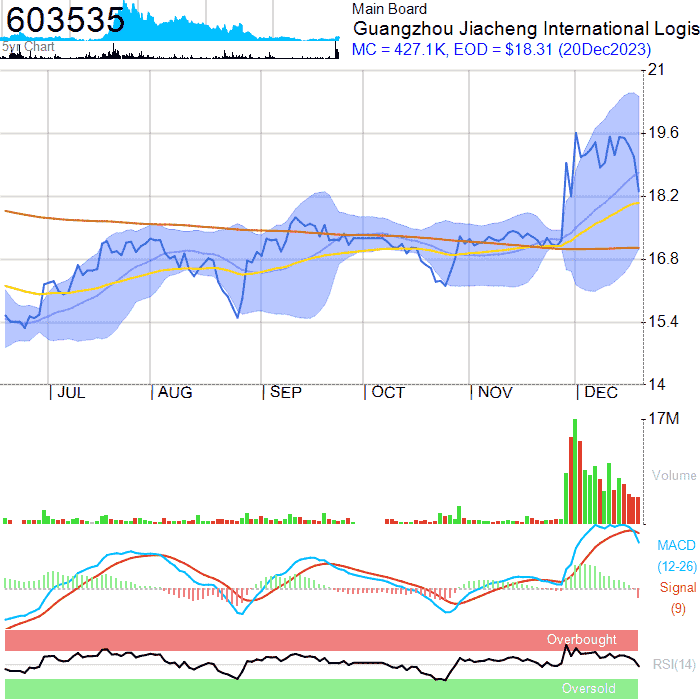 603535
5yr Chart
Main Board
Guangzhou Jiacheng International Logis
MC = 427.1K, EOD = $18.31 (20Dec2023)
21
19.6
18.2
16.8
15.4
14
JUL AUG SEP OCT NOV DEC
17M
Volume
MACD
(12-26)
Signal
(9)
Overbought
RSI(14)
Oversold